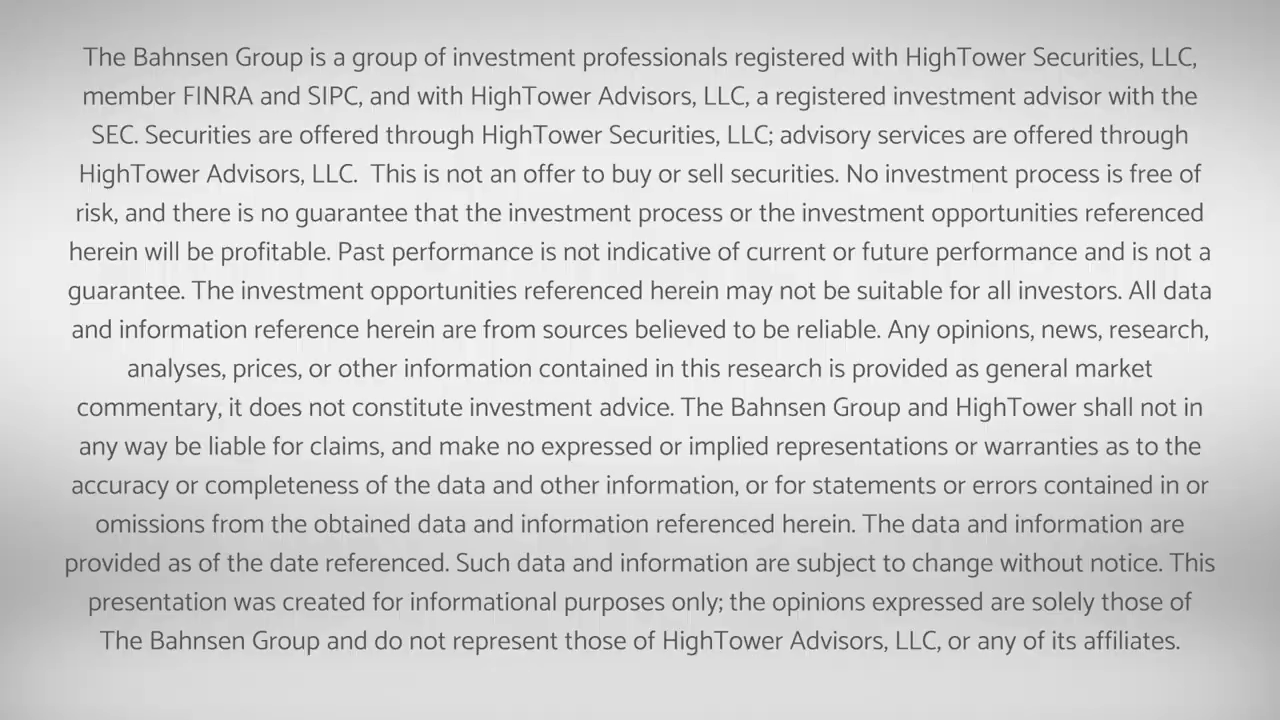 The Bahnsen Group is a group of investment professionals registered with HighTower Securities, LLC,
member FINRA and SIPC, and with HighTower Advisors, LLC, a registered investment advisor with the
SEC. Securities are offered through HighTower Securities, LLC; advisory services are offered through
HighTower Advisors, LLC.  This is not an offer to buy or sell securities. No investment process is free of
risk, and there is no guarantee that the investment process or the investment opportunities referenced
herein will be profitable. Past performance is not indicative of current or future performance and is not a
guarantee. The investment opportunities referenced herein may not be suitable for all investors. All data
and information reference herein are from sources believed to be reliable. Any opinions, news, research,
analyses, prices, or other information contained in this research is provided as general market
commentary, it does not constitute investment advice. The Bahnsen Group and HighTower shall not in
any way be liable for claims, and make no expressed or implied representations or warranties as to the
accuracy or completeness of the data and other information, or for statements or errors contained in or
omissions from the obtained data and information referenced herein. The data and information are
provided as of the date referenced. Such data and information are subject to change without notice. This
presentation was created for informational purposes only; the opinions expressed are solely those of
The Bahnsen Group and do not represent those of HighTower Advisors, LLC, or any of its affiliates.